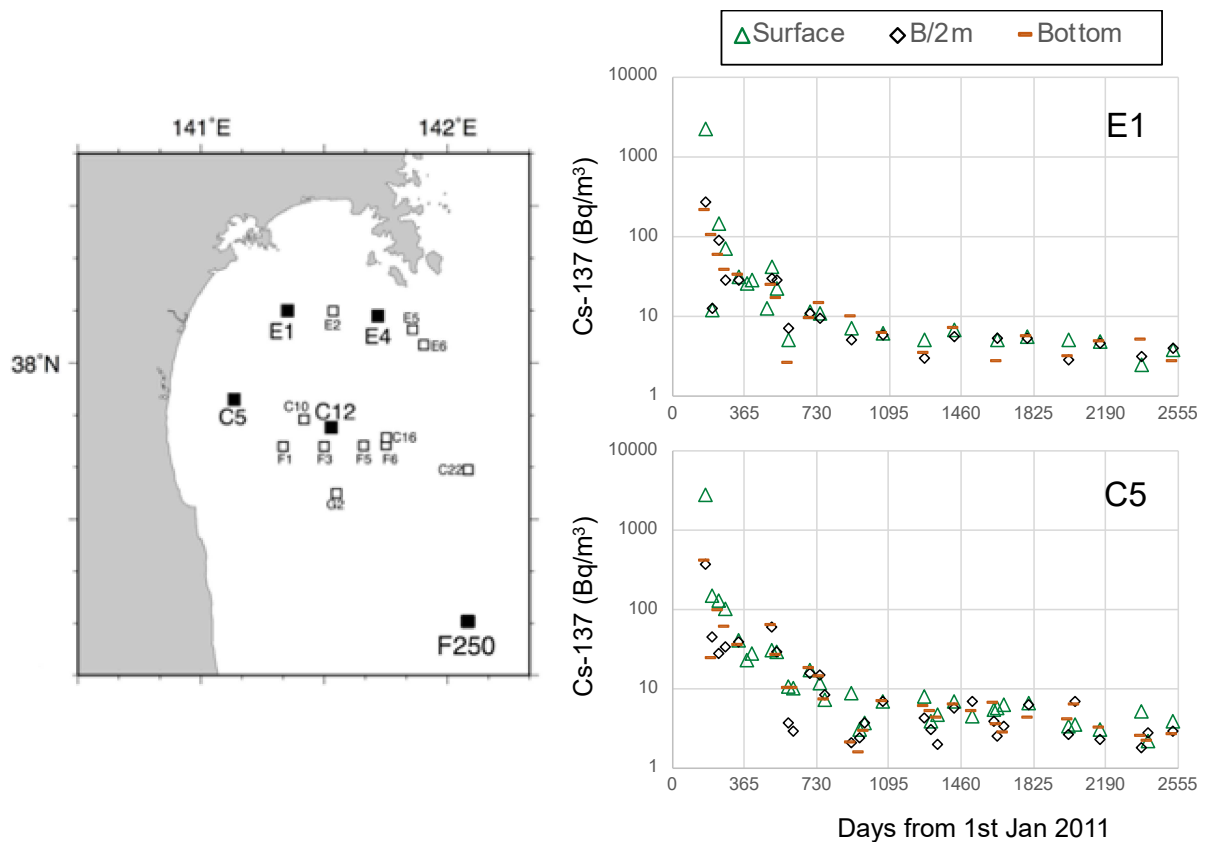 Surface B/2m Bottom
141°E 142°E
38°N
E1 E2 E4 E5
E6
C5 C10 C12
C16
F1 F3 F5 F6
C22
G2
F250
E1
Cs-137 (Bq/m³)
10000
1000
100
10
1
0 365 730 1095 1460 1825 2190 2555
C5
Cs-137 (Bq/m³)
10000
1000
100
10
1
0 365 730 1095 1460 1825 2190 2555
Days from 1st Jan 2011